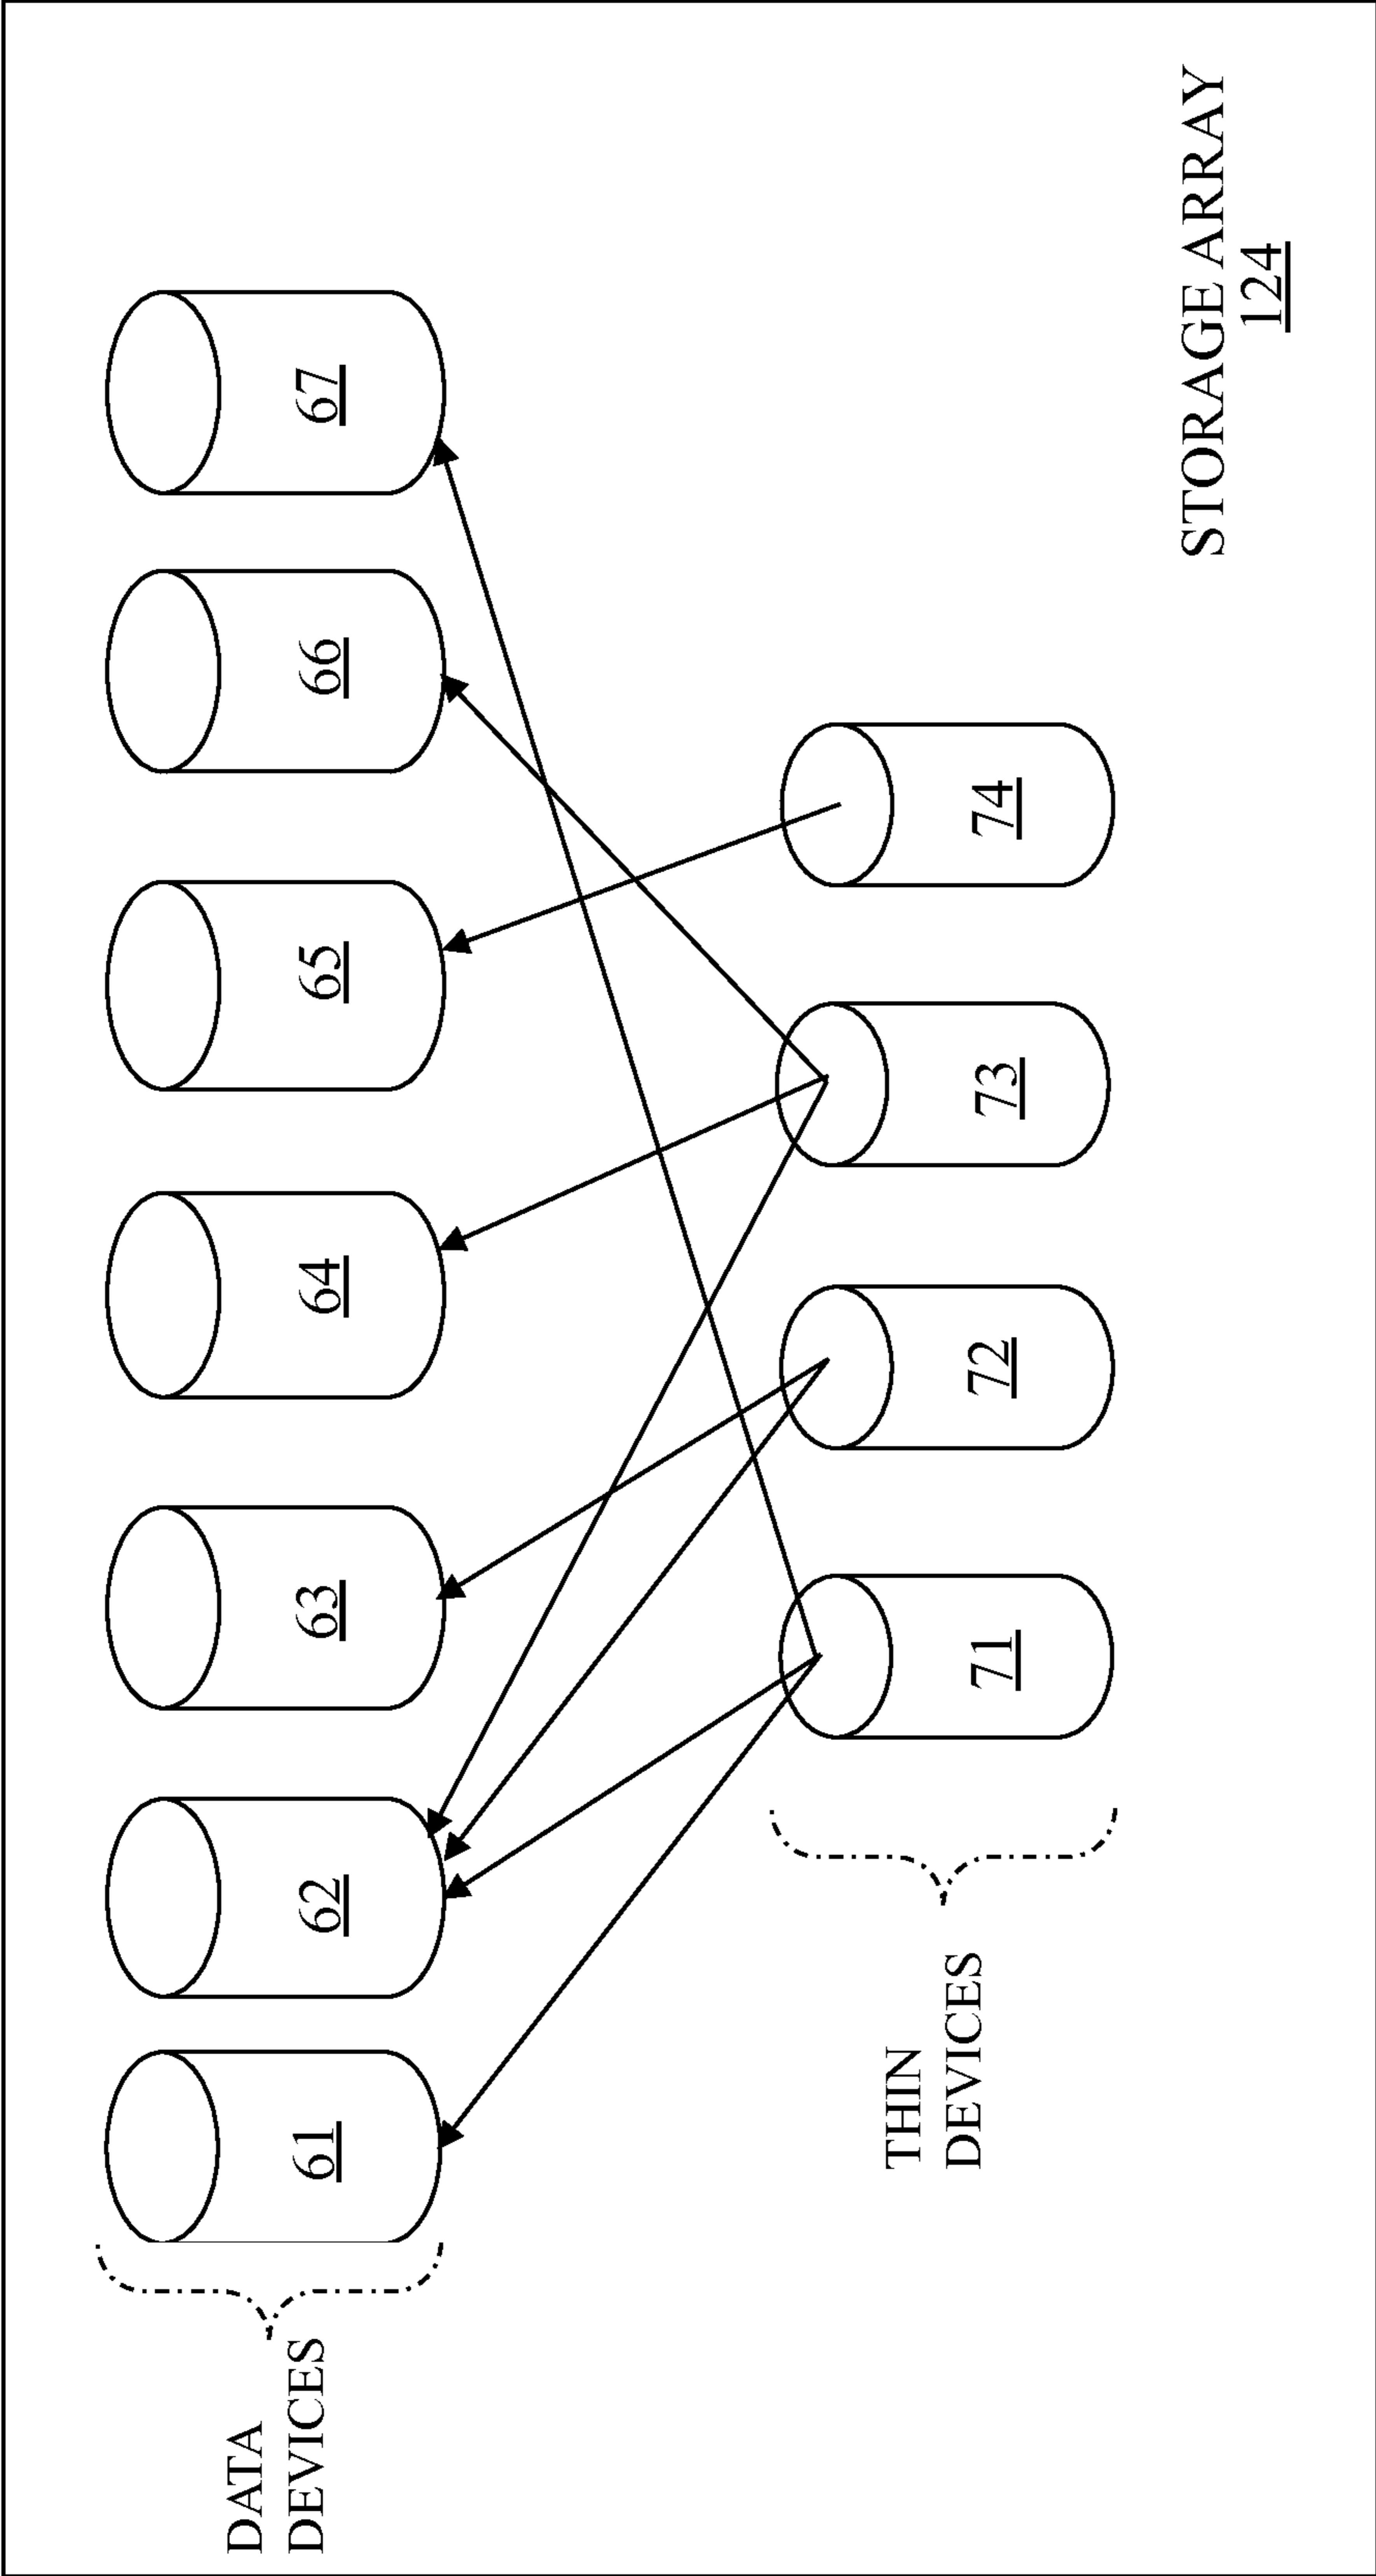 DATA
DEVICES
61
62
63
64
65
66
67
THIN
DEVICES
71
72
73
74
STORAGE ARRAY
124